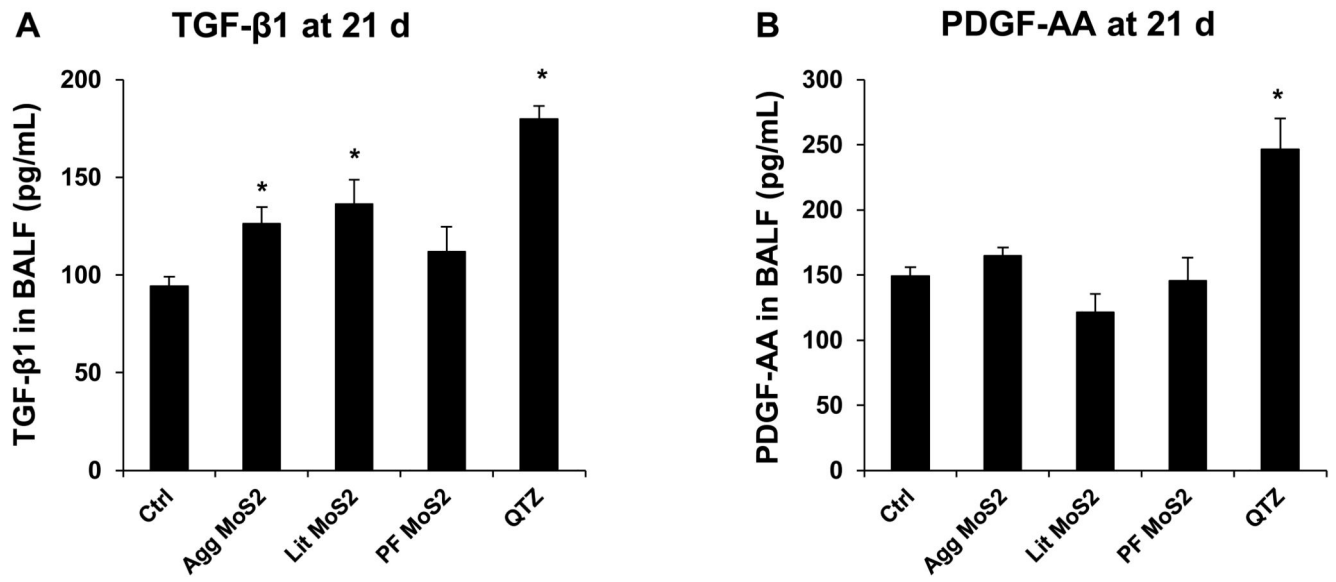 A
TGF-β1 at 21 d
TGF-β1 in BALF (pg/mL)
200
150
100
50
0
*
*
*
Ctrl
Agg MoS2
Lit MoS2
PF MoS2
QTZ
B
PDGF-AA at 21 d
PDGF-AA in BALF (pg/mL)
300
250
200
150
100
50
0
*
Ctrl
Agg MoS2
Lit MoS2
PF MoS2
QTZ